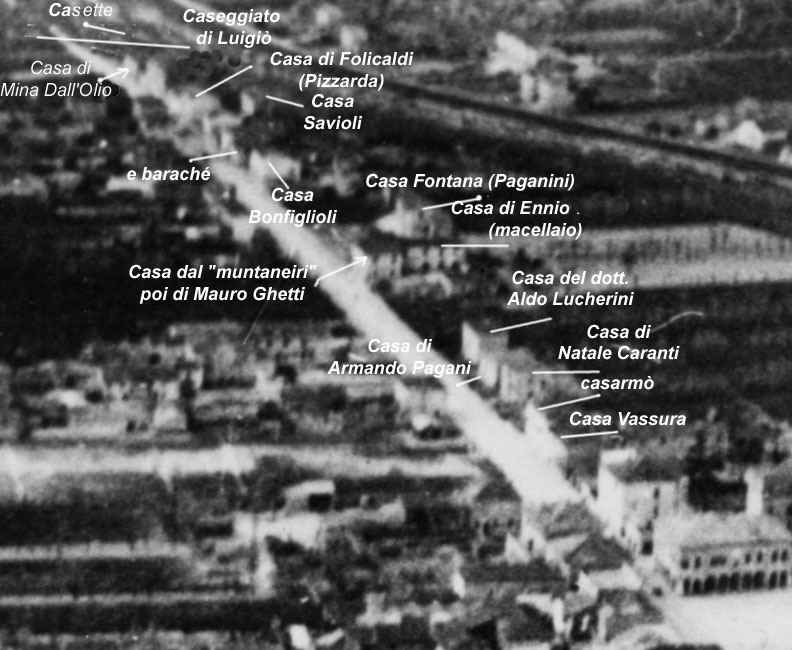 Casette
Caseggiato
di Luigiò
Casa di Folicaldi
(Pizzarda)
Casa di
Mina Dall'Olio
Casa
Savioli
e baraché
Casa
Bonfiglioli
Casa Fontana (Paganini)
Casa di Ennio
(macellaio)
Casa dal "muntaneiri"
poi di Mauro Ghetti
Casa del dott.
Aldo Lucherini
Casa di
Natale Caranti
Casa di
Armando Pagani
casarmò
Casa Vassura